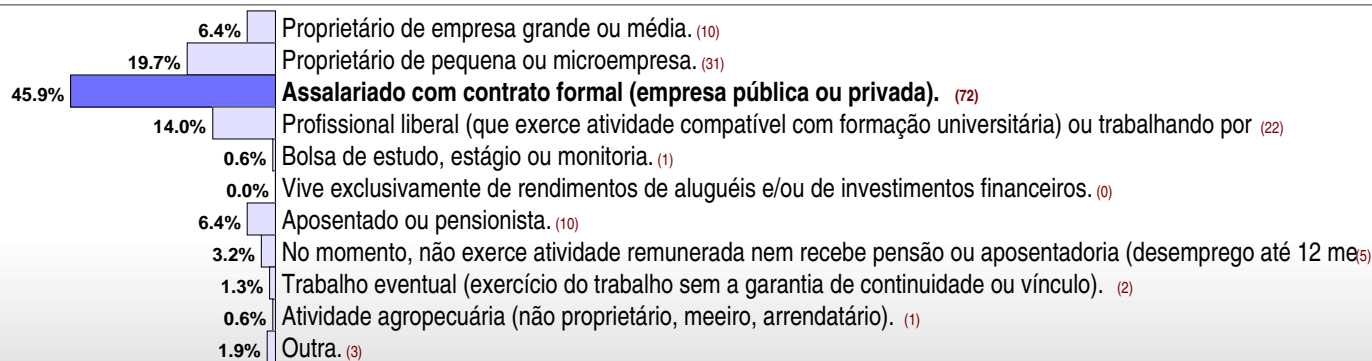 6.4% Proprietário de empresa grande ou média. (10)
19.7% Proprietário de pequena ou microempresa. (31)
45.9% Assalariado com contrato formal (empresa pública ou privada). (72)
14.0% Profissional liberal (que exerce atividade compatível com formação universitária) ou trabalhando por (22)
0.6% Bolsa de estudo, estágio ou monitoria. (1)
0.0% Vive exclusivamente de rendimentos de aluguéis e/ou de investimentos financeiros. (0)
6.4% Aposentado ou pensionista. (10)
3.2% No momento, não exerce atividade remunerada nem recebe pensão ou aposentadoria (desemprego até 12 me (5)
1.3% Trabalho eventual (exercício do trabalho sem a garantia de continuidade ou vínculo). (2)
0.6% Atividade agropecuária (não proprietário, meeiro, arrendatário). (1)
1.9% Outra. (3)